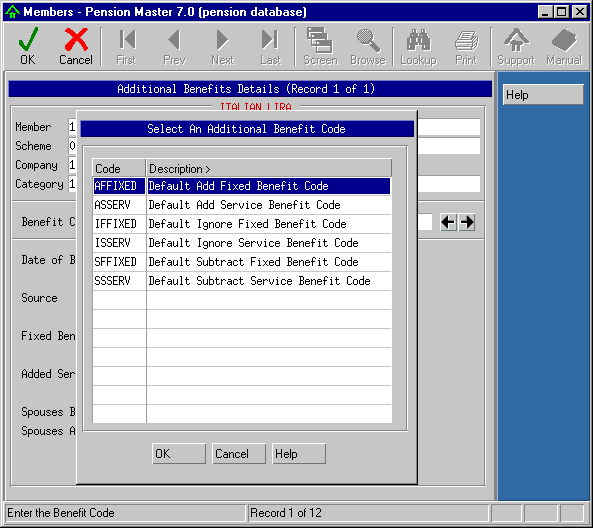 Members - Pension Master 7.0 (pension database)
OK Cancel First Prev Next Last Screen Browse Lookup Print Support Manual
Additional Benefits Details (Record 1 of 1)
Help
ITALIAN LIRA
Select An Additional Benefit Code
Member 1
Scheme 0
Company 1
Category 1
Benefit C
Date of B
Source
Fixed Ben
Added Ser
Spouses B
Spouses A
Code Description >
AFFIXED Default Add Fixed Benefit Code
ASSERV Default Add Service Benefit Code
IFFIXED Default Ignore Fixed Benefit Code
ISSERV Default Ignore Service Benefit Code
SFFIXED Default Subtract Fixed Benefit Code
SSSERV Default Subtract Service Benefit Code
OK Cancel Help
Enter the Benefit Code Record 1 of 12